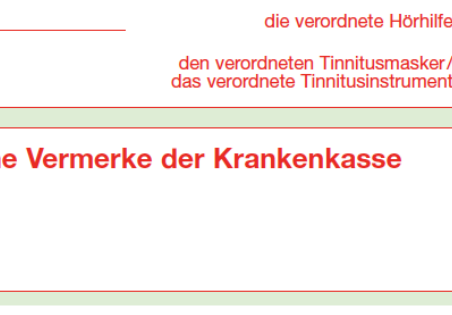 die verordnete Hörhilfe
den verordneten Tinnitusmasker/
das verordnete Tinnitusinstrument
Vermerke der Krankenkasse